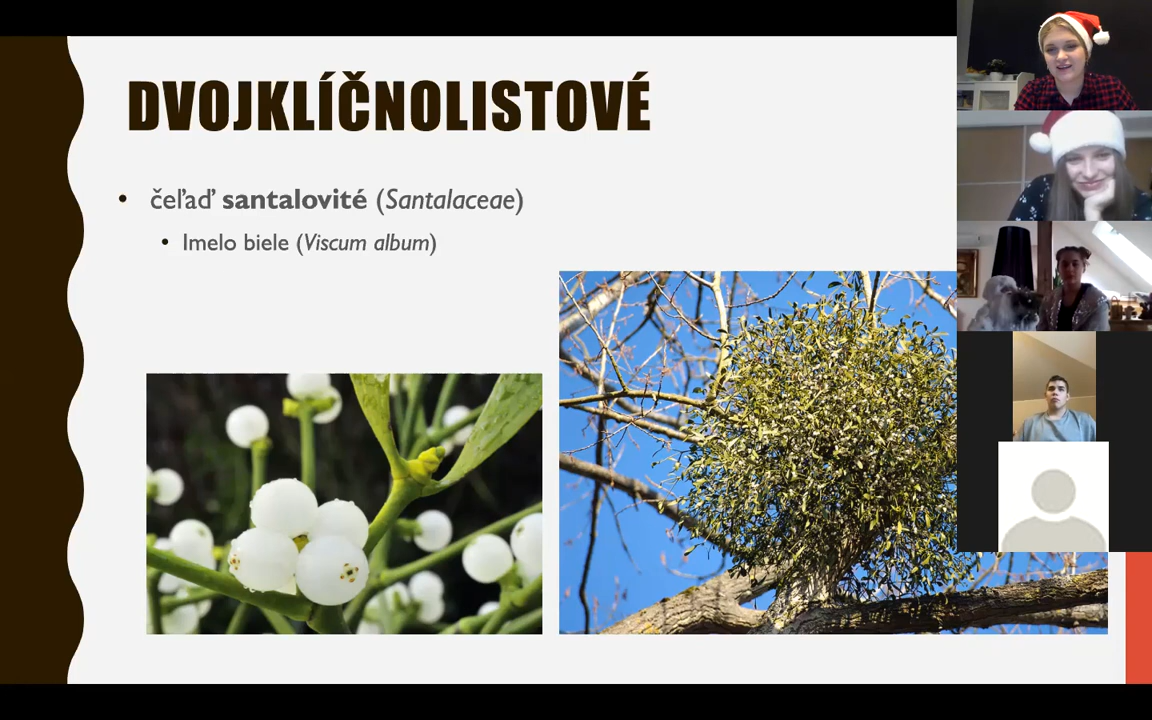 DVOJKLÍČNOLISTOVÉ
• čeľaď santalovité (Santalaceae)
• Imelo biele (Viscum album)